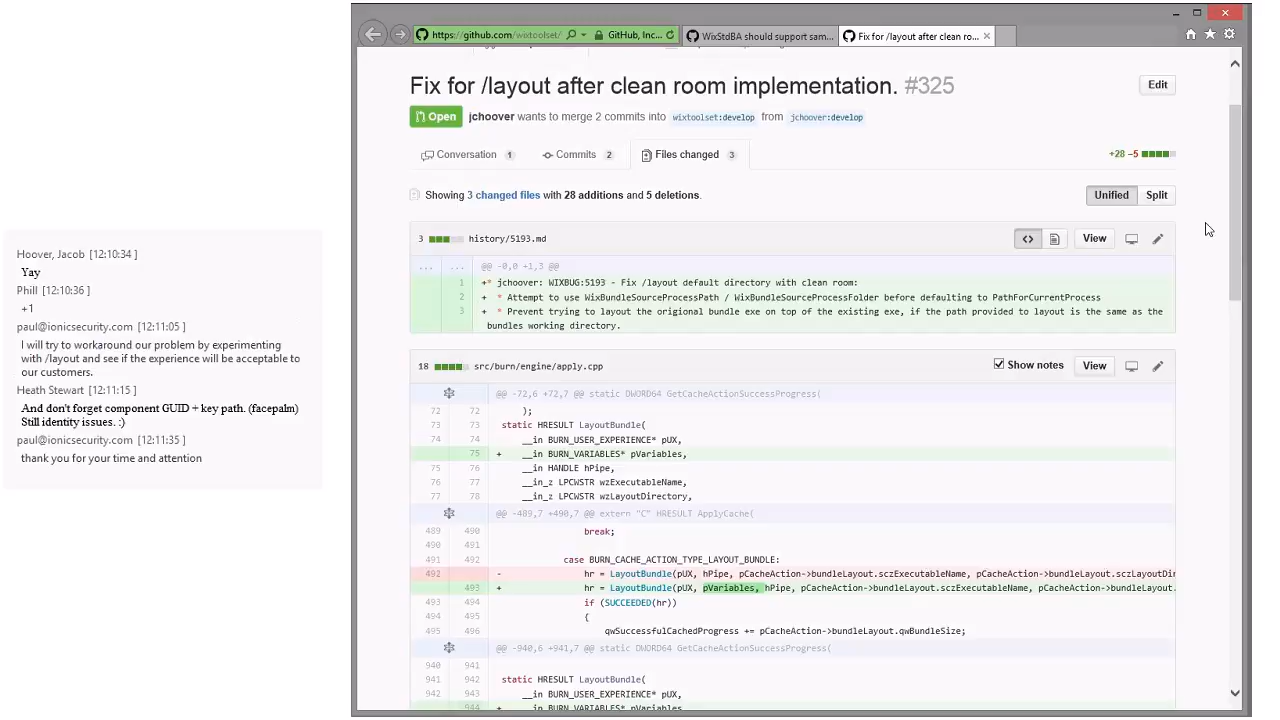 Hoover, Jacob [12:10:34 ]
Yay
Phill [12:10:36 ]
+1
paul@ionicsecurity.com [12:11:05 ]
I will try to workaround our problem by experimenting
with /layout and see if the experience will be acceptable to
our customers.
Heath Stewart [12:11:15 ]
And don't forget component GUID + key path. (facepalm)
Still identity issues. :)
paul@ionicsecurity.com [12:11:35 ]
thank you for your time and attention
https://github.com/wixtoolset/ GitHub, Inc... WixStdBA should support sam... Fix for /layout after clean ro...
Fix for /layout after clean room implementation. #325 Edit
Open jchoover wants to merge 2 commits into wixtoolset:develop from jchoover:develop
Conversation 1 Commits 2 Files changed 3 +28 −5
Showing 3 changed files with 28 additions and 5 deletions. Unified Split
3 history/5193.md <> View
... ... @@ -0,0 +1,3 @@
1 +* jchoover: WIXBUG:5193 - Fix /layout default directory with clean room:
2 + * Attempt to use WixBundleSourceProcessPath / WixBundleSourceProcessFolder before defaulting to PathForCurrentProcess
3 + * Prevent trying to layout the origional bundle exe on top of the existing exe, if the path provided to layout is the same as the
bundles working directory.
18 src/burn/engine/apply.cpp Show notes View
@@ -72,6 +72,7 @@ static DWORD64 GetCacheActionSuccessProgress(
72 72 );
73 73 static HRESULT LayoutBundle(
74 74 __in BURN_USER_EXPERIENCE* pUX,
75 + __in BURN_VARIABLES* pVariables,
75 76 __in HANDLE hPipe,
76 77 __in_z LPCWSTR wzExecutableName,
77 78 __in_z LPCWSTR wzLayoutDirectory,
@@ -489,7 +490,7 @@ extern "C" HRESULT ApplyCache(
489 490 break;
490 491
491 492 case BURN_CACHE_ACTION_TYPE_LAYOUT_BUNDLE:
492 - hr = LayoutBundle(pUX, hPipe, pCacheAction->bundleLayout.sczExecutableName, pCacheAction->bundleLayout.sczLayoutDir
493 + hr = LayoutBundle(pUX, pVariables, hPipe, pCacheAction->bundleLayout.sczExecutableName, pCacheAction->bundleLayout.
493 494 if (SUCCEEDED(hr))
494 495 {
495 496 qwSuccessfulCachedProgress += pCacheAction->bundleLayout.qwBundleSize;
@@ -940,6 +941,7 @@ static DWORD64 GetCacheActionSuccessProgress(
940 941
941 942 static HRESULT LayoutBundle(
942 943 __in BURN_USER_EXPERIENCE* pUX,
944 + __in BURN_VARIABLES* pVariables